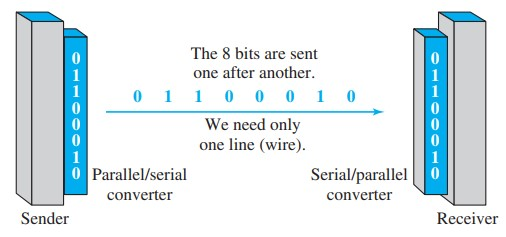 The 8 bits are sent
one after another.
0 1 1 0 0 0 1 0
We need only
one line (wire).
0
1
1
0
0
0
1
0
Parallel/serial
converter
Sender
0
1
1
0
0
0
1
0
Serial/parallel
converter
Receiver